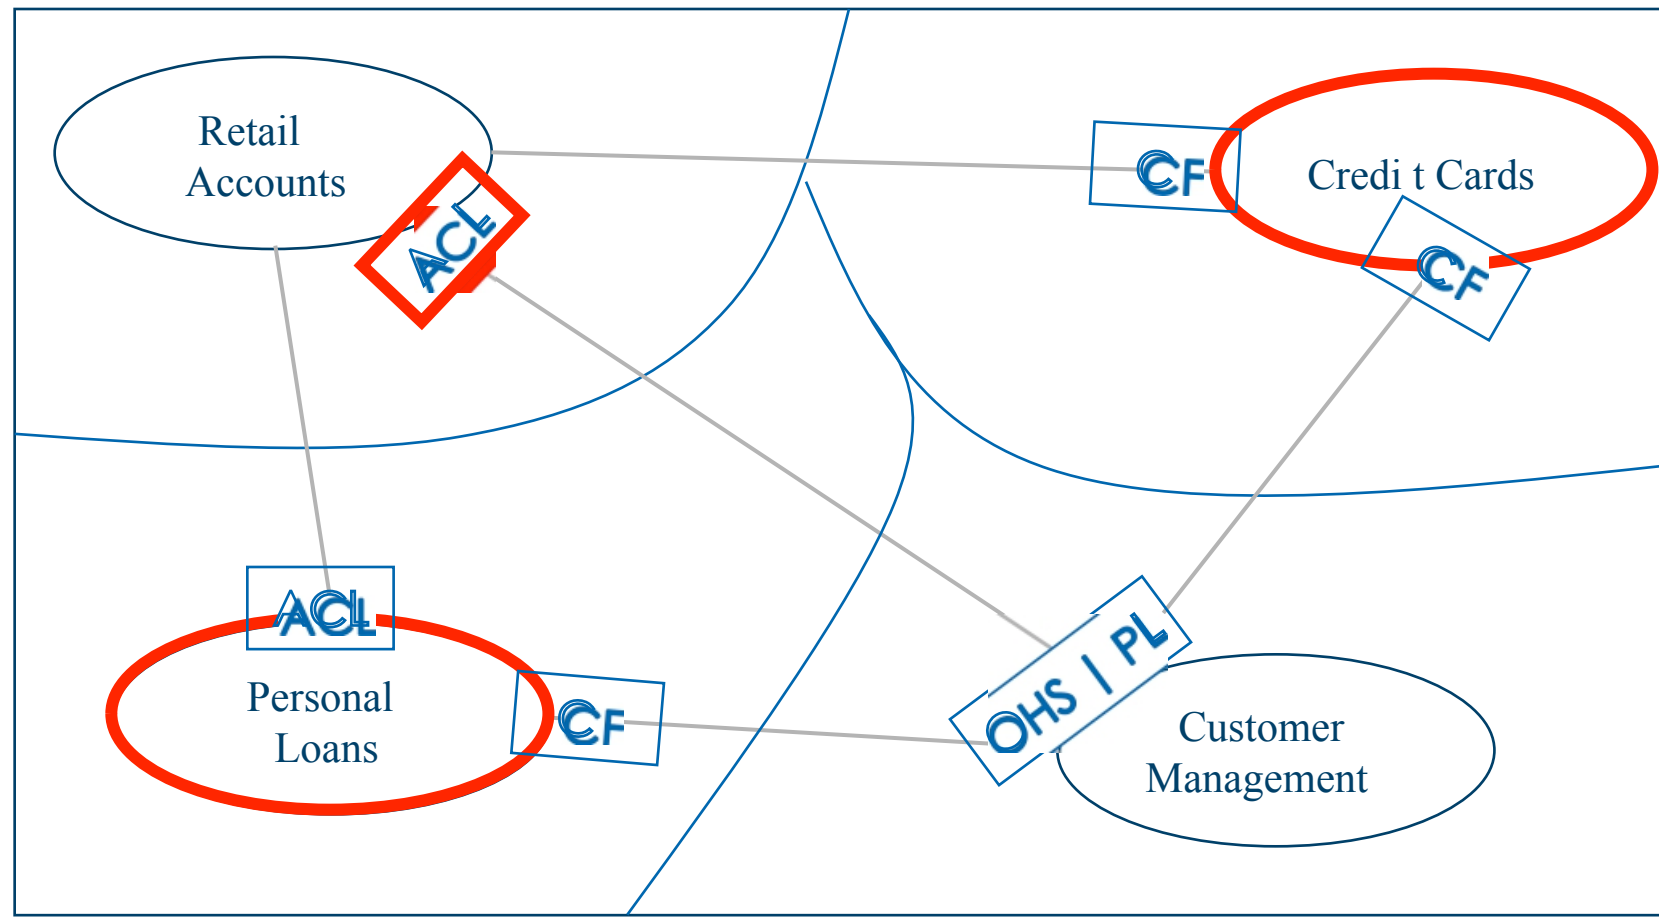 Retail
Accounts
ACL
CF
Credi t Cards
CF
ACL
Personal
Loans
CF
OHS | PL
Customer
Management